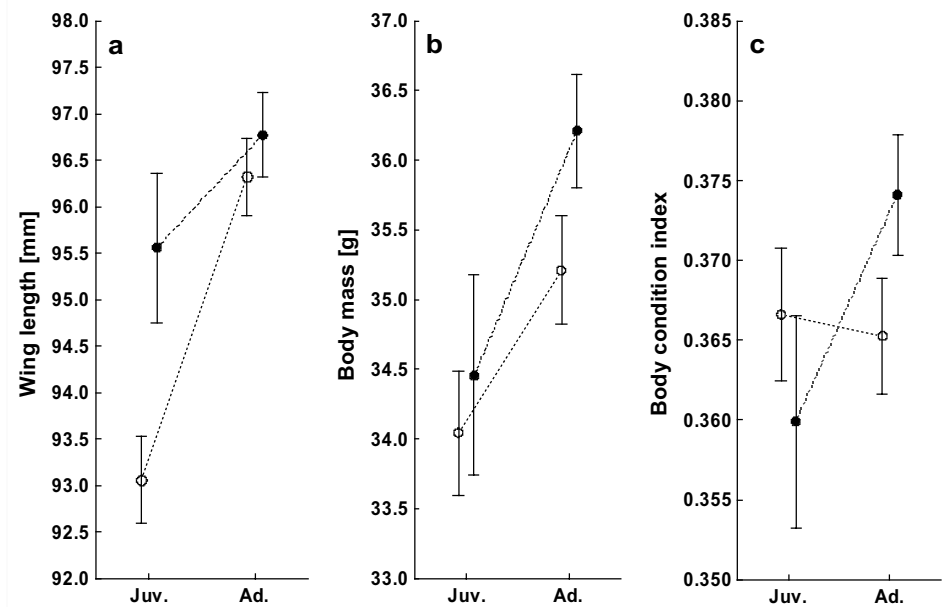 a
Wing length [mm]
98.0
97.5
97.0
96.5
96.0
95.5
95.0
94.5
94.0
93.5
93.0
92.5
92.0
Juv.
Ad.
b
Body mass [g]
37.0
36.5
36.0
35.5
35.0
34.5
34.0
33.5
33.0
Juv.
Ad.
c
Body condition index
0.385
0.380
0.375
0.370
0.365
0.360
0.355
0.350
Juv.
Ad.